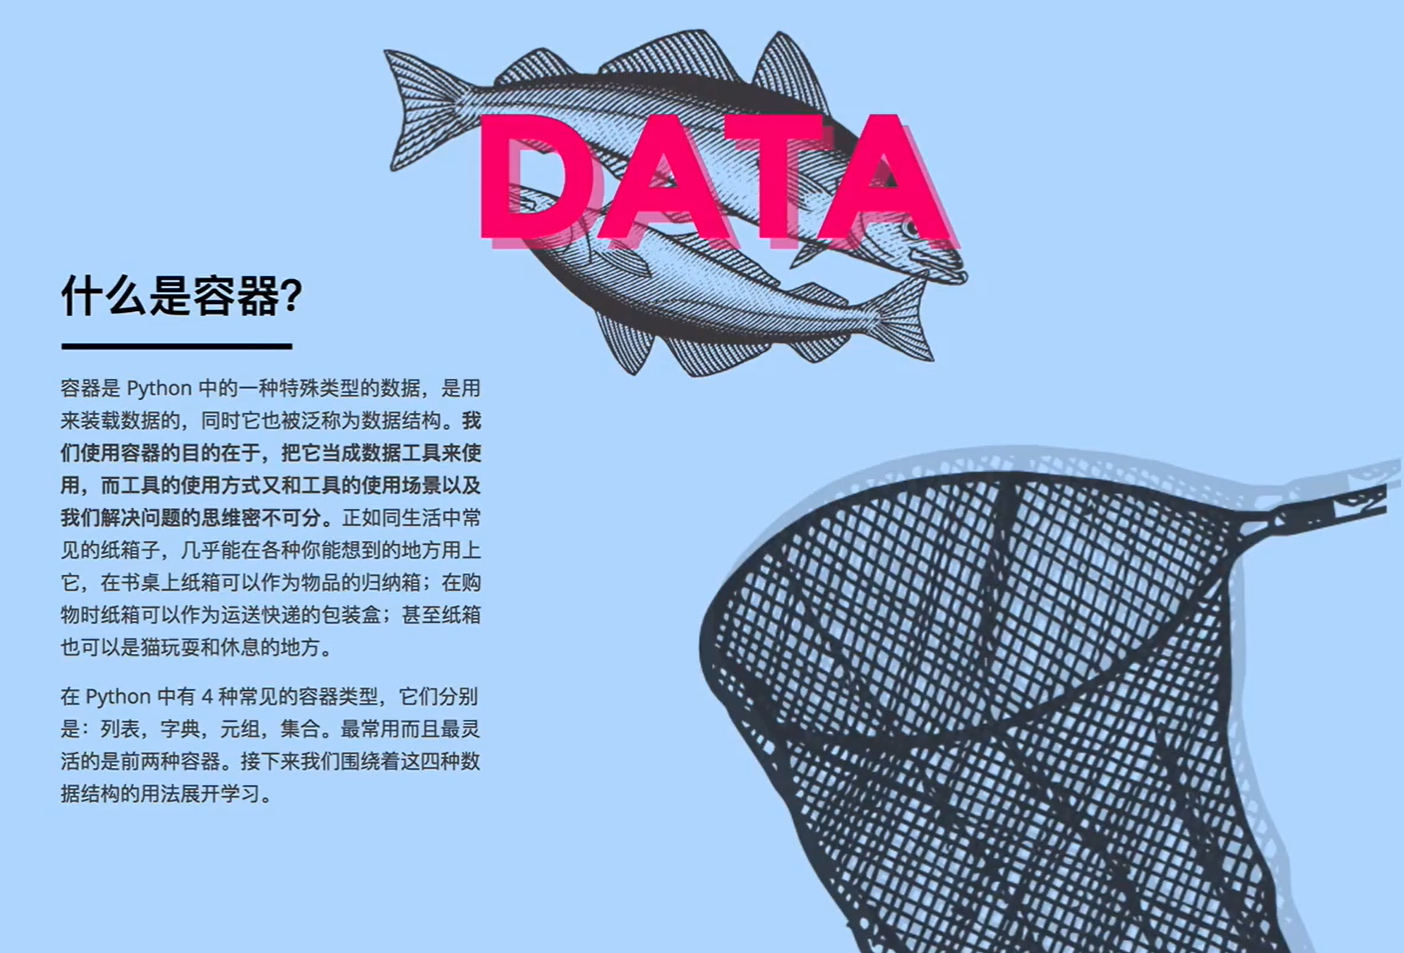 DATA
什么是容器?
容器是 Python 中的一种特殊类型的数据，是用
来装载数据的，同时它也被泛称为数据结构。我
们使用容器的目的在于，把它当成数据工具来使
用，而工具的使用方式又和工具的使用场景以及
我们解决问题的思维密不可分。正如同生活中常
见的纸箱子，几乎能在各种你能想到的地方用上
它，在书桌上纸箱可以作为物品的归纳箱；在购
物时纸箱可以作为运送快递的包装盒；甚至纸箱
也可以是猫玩耍和休息的地方。
在 Python 中有 4 种常见的容器类型，它们分别
是：列表，字典，元组，集合。最常用而且最灵
活的是前两种容器。接下来我们围绕着这四种数
据结构的用法展开学习。